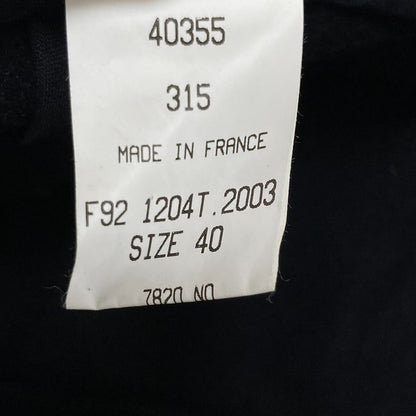 40355
315
MADE IN FRANCE
F92 1204T.2003
SIZE 40
7820 NO